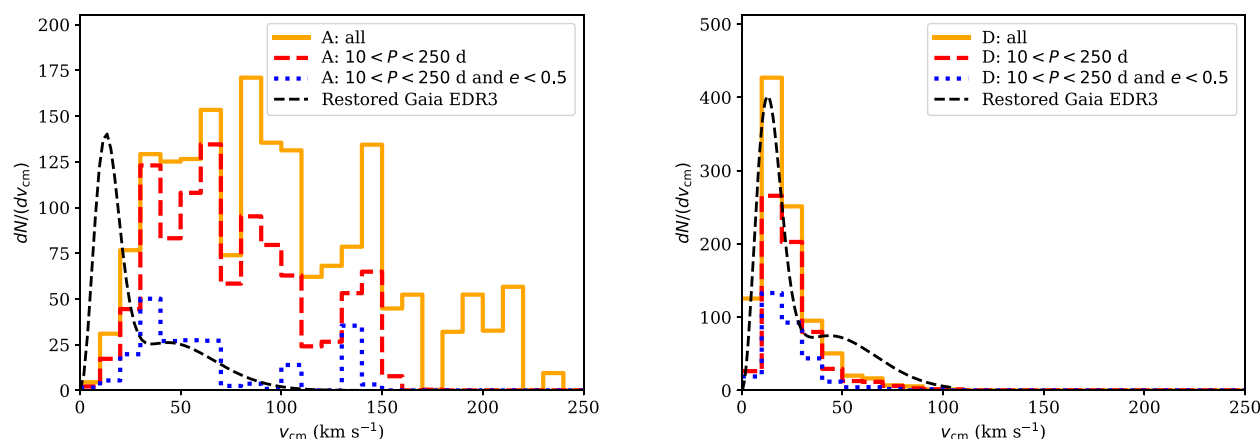 200
175
150
125
100
75
50
25
0
dN/(dv_cm)
A: all
A: 10 < P < 250 d
A: 10 < P < 250 d and e < 0.5
Restored Gaia EDR3
0 50 100 150 200 250
v_cm (km s⁻¹)
500
400
300
200
100
0
dN/(dv_cm)
D: all
D: 10 < P < 250 d
D: 10 < P < 250 d and e < 0.5
Restored Gaia EDR3
0 50 100 150 200 250
v_cm (km s⁻¹)